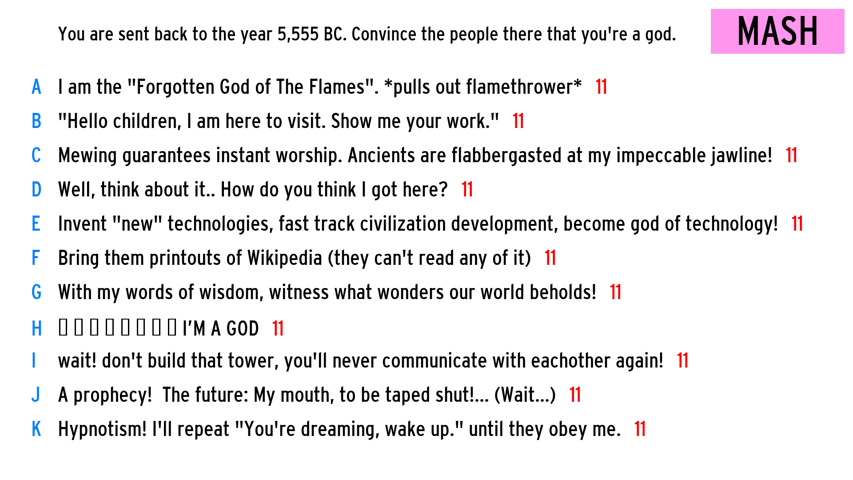 You are sent back to the year 5,555 BC. Convince the people there that you're a god.
MASH
A I am the "Forgotten God of The Flames". *pulls out flamethrower* 11
B "Hello children, I am here to visit. Show me your work." 11
C Mewing guarantees instant worship. Ancients are flabbergasted at my impeccable jawline! 11
D Well, think about it.. How do you think I got here? 11
E Invent "new" technologies, fast track civilization development, become god of technology! 11
F Bring them printouts of Wikipedia (they can't read any of it) 11
G With my words of wisdom, witness what wonders our world beholds! 11
H ▯ ▯ ▯ ▯ ▯ ▯ ▯ ▯ I'M A GOD 11
I wait! don't build that tower, you'll never communicate with eachother again! 11
J A prophecy!  The future: My mouth, to be taped shut!... (Wait...) 11
K Hypnotism! I'll repeat "You're dreaming, wake up." until they obey me. 11